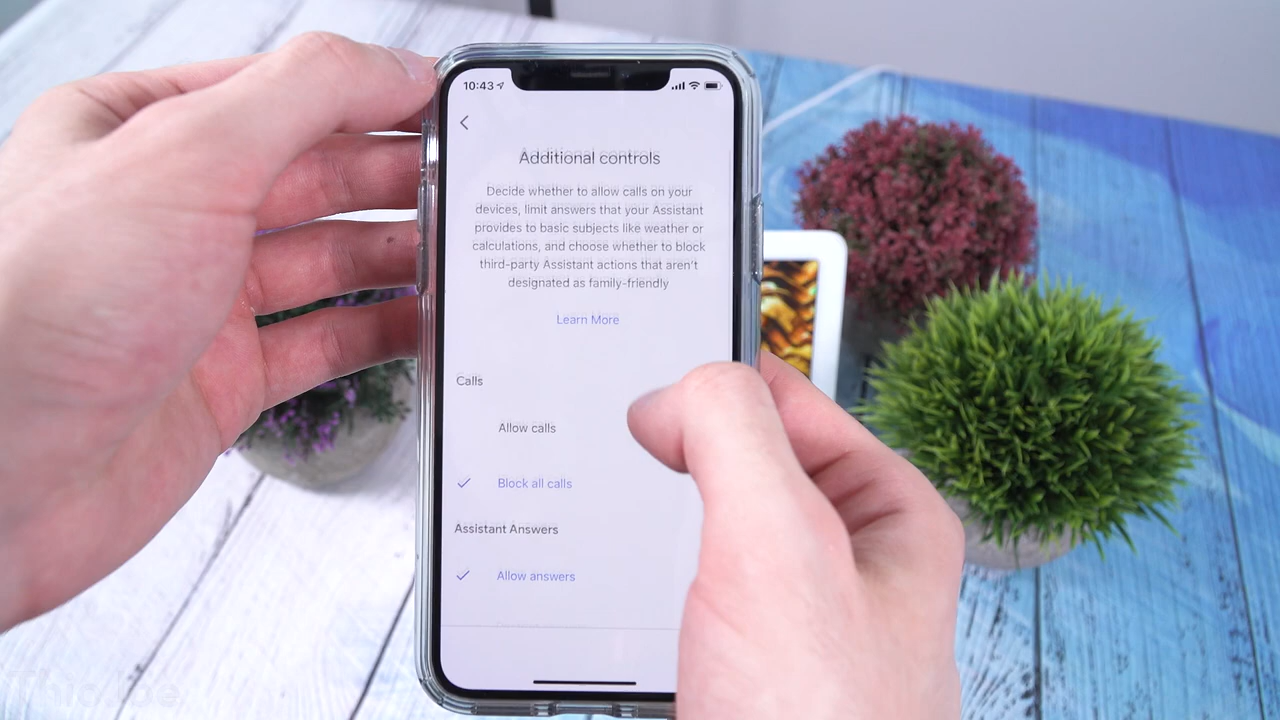 10:43
Additional controls
Decide whether to allow calls on your
devices, limit answers that your Assistant
provides to basic subjects like weather or
calculations, and choose whether to block
third-party Assistant actions that aren't
designated as family-friendly
Learn More
Calls
Allow calls
Block all calls
Assistant Answers
Allow answers